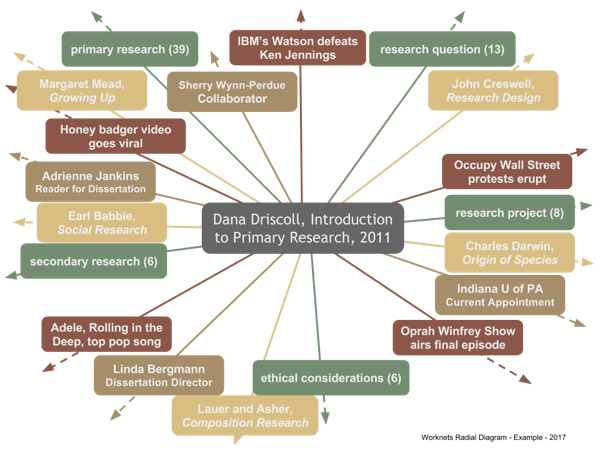 IBM's Watson defeats
Ken Jennings
primary research (39)
research question (13)
Margaret Mead,
Growing Up
Sherry Wynn-Perdue
Collaborator
John Creswell,
Research Design
Honey badger video
goes viral
Occupy Wall Street
protests erupt
Adrienne Jankins
Reader for Dissertation
Earl Babbie,
Social Research
Dana Driscoll, Introduction
to Primary Research, 2011
research project (8)
secondary research (6)
Charles Darwin,
Origin of Species
Indiana U of PA
Current Appointment
Adele, Rolling in the
Deep, top pop song
Oprah Winfrey Show
airs final episode
Linda Bergmann
Dissertation Director
ethical considerations (6)
Lauer and Asher,
Composition Research
Worknets Radial Diagram - Example - 2017